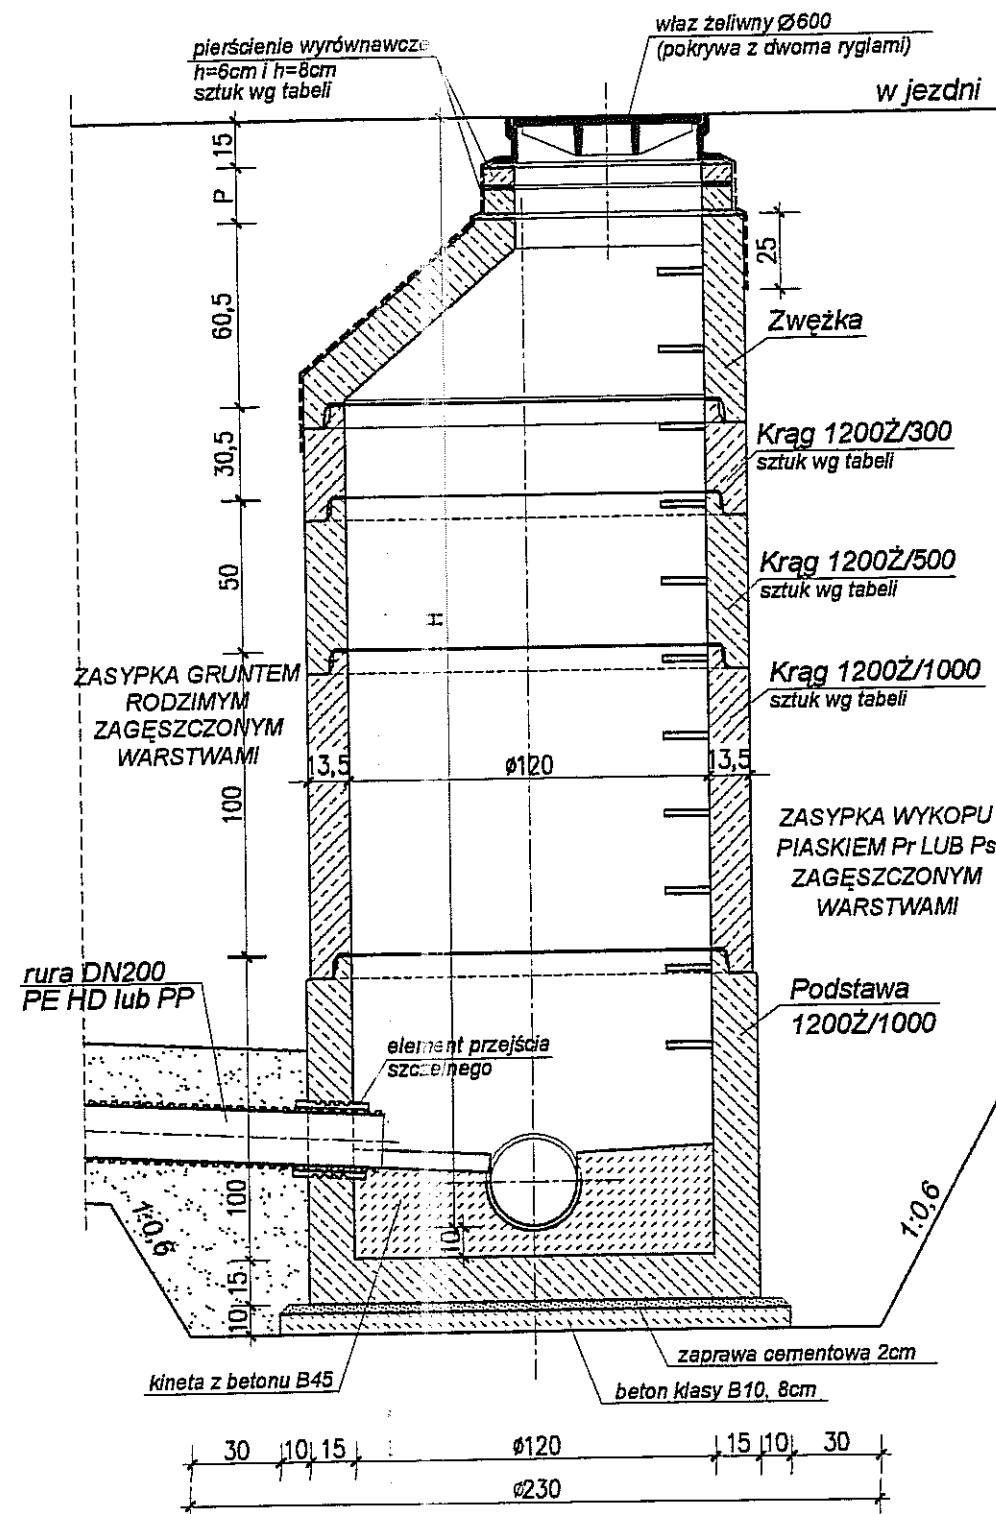 właz żeliwny Ø600
(pokrywa z dwoma ryglami)
pierścienie wyrównawcze
h=6cm i h=8cm
sztuk wg tabeli
w jezdni
15
P
25
60,5
Zwężka
Krąg 1200Ż/300
sztuk wg tabeli
30,5
50
Krąg 1200Ż/500
sztuk wg tabeli
H
ZASYPKA GRUNTEM
RODZIMYM
ZAGĘSZCZONYM
WARSTWAMI
Krąg 1200Ż/1000
sztuk wg tabeli
13,5
ø120
13,5
100
ZASYPKA WYKOPU
PIASKIEM Pr LUB Ps
ZAGĘSZCZONYM
WARSTWAMI
rura DN200
PE HD lub PP
Podstawa
1200Ż/1000
element przejścia
szczelnego
100
1:0,6
1:0,6
10
15
10
zaprawa cementowa 2cm
kineta z betonu B45
beton klasy B10, 8cm
30 10 15 ø120 15 10 30
ø230